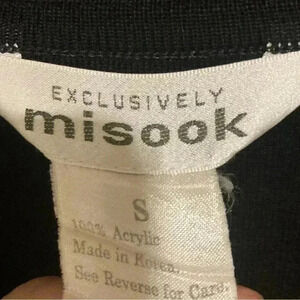 EXCLUSIVELY
misook
S
100% Acrylic
Made in Korea
See Reverse for Care